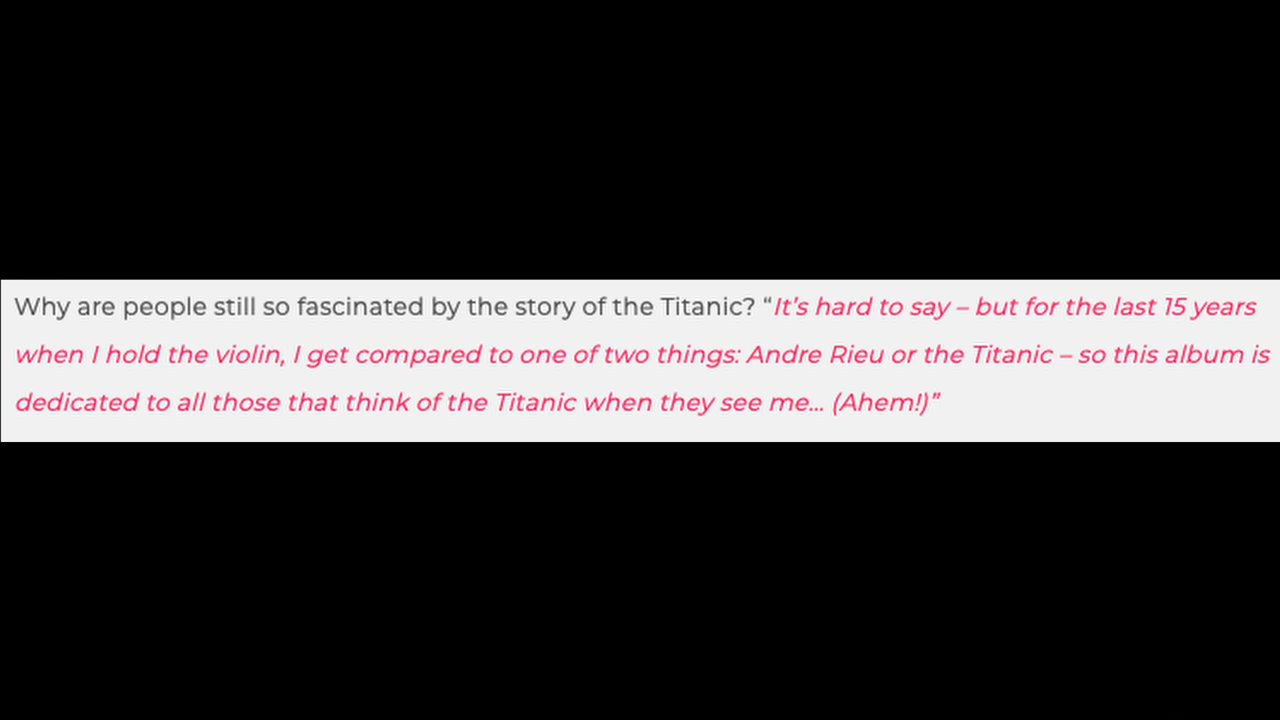 Why are people still so fascinated by the story of the Titanic? “It’s hard to say – but for the last 15 years
when I hold the violin, I get compared to one of two things: Andre Rieu or the Titanic – so this album is
dedicated to all those that think of the Titanic when they see me... (Ahem!)”